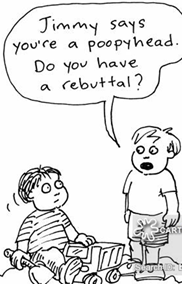 Jimmy says
you're a poopyhead.
Do you have
a rebuttal?